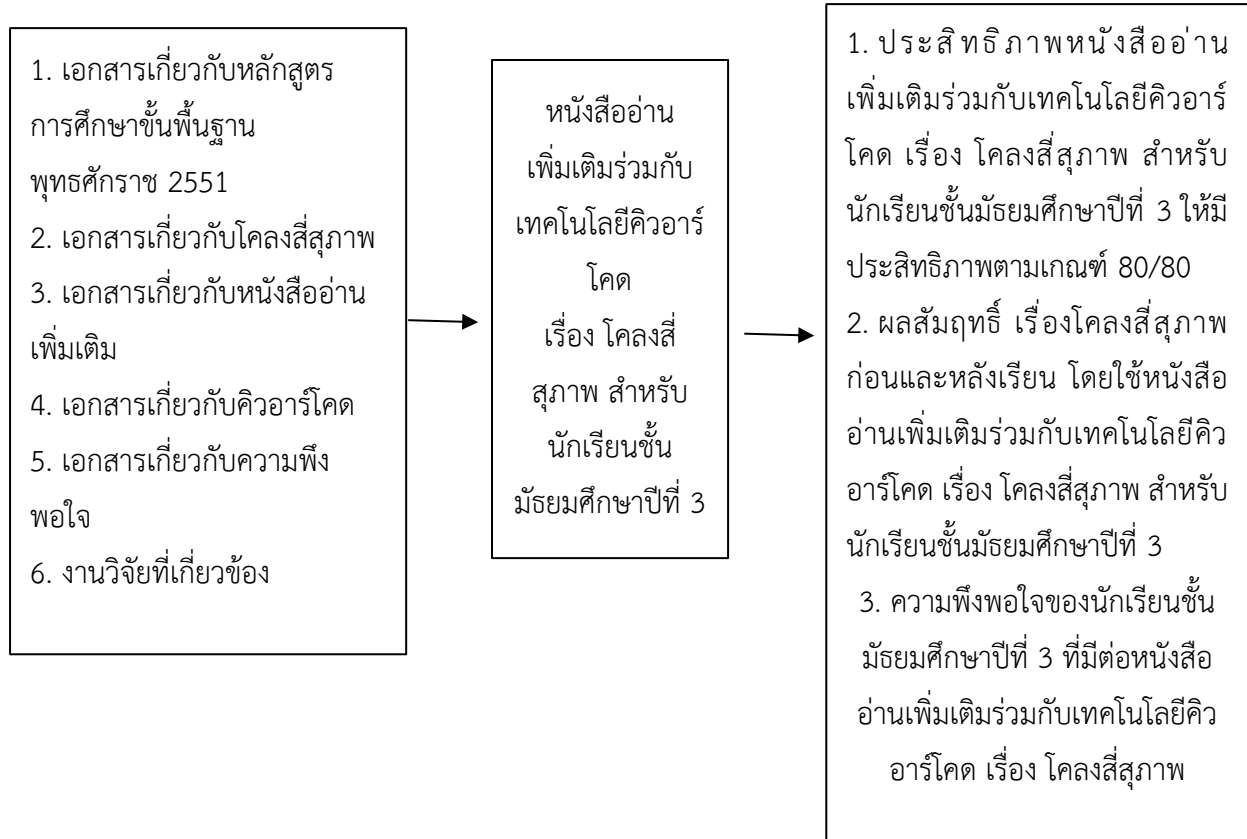 1. เอกสารเกี่ยวกับหลักสูตร
การศึกษาขั้นพื้นฐาน
พุทธศักราช 2551
2. เอกสารเกี่ยวกับโคลงสี่สุภาพ
3. เอกสารเกี่ยวกับหนังสืออ่าน
เพิ่มเติม
4. เอกสารเกี่ยวกับคิวอาร์โคด
5. เอกสารเกี่ยวกับความพึง
พอใจ
6. งานวิจัยที่เกี่ยวข้อง
หนังสืออ่าน
เพิ่มเติมร่วมกับ
เทคโนโลยีคิวอาร์
โคด
เรื่อง โคลงสี่
สุภาพ สำหรับ
นักเรียนชั้น
มัธยมศึกษาปีที่ 3
1. ประสิทธิภาพหนังสืออ่าน
เพิ่มเติมร่วมกับเทคโนโลยีคิวอาร์
โคด เรื่อง โคลงสี่สุภาพ สำหรับ
นักเรียนชั้นมัธยมศึกษาปีที่ 3 ให้มี
ประสิทธิภาพตามเกณฑ์ 80/80
2. ผลสัมฤทธิ์ เรื่องโคลงสี่สุภาพ
ก่อนและหลังเรียน โดยใช้หนังสือ
อ่านเพิ่มเติมร่วมกับเทคโนโลยีคิว
อาร์โคด เรื่อง โคลงสี่สุภาพ สำหรับ
นักเรียนชั้นมัธยมศึกษาปีที่ 3
3. ความพึงพอใจของนักเรียนชั้น
มัธยมศึกษาปีที่ 3 ที่มีต่อหนังสือ
อ่านเพิ่มเติมร่วมกับเทคโนโลยีคิว
อาร์โคด เรื่อง โคลงสี่สุภาพ